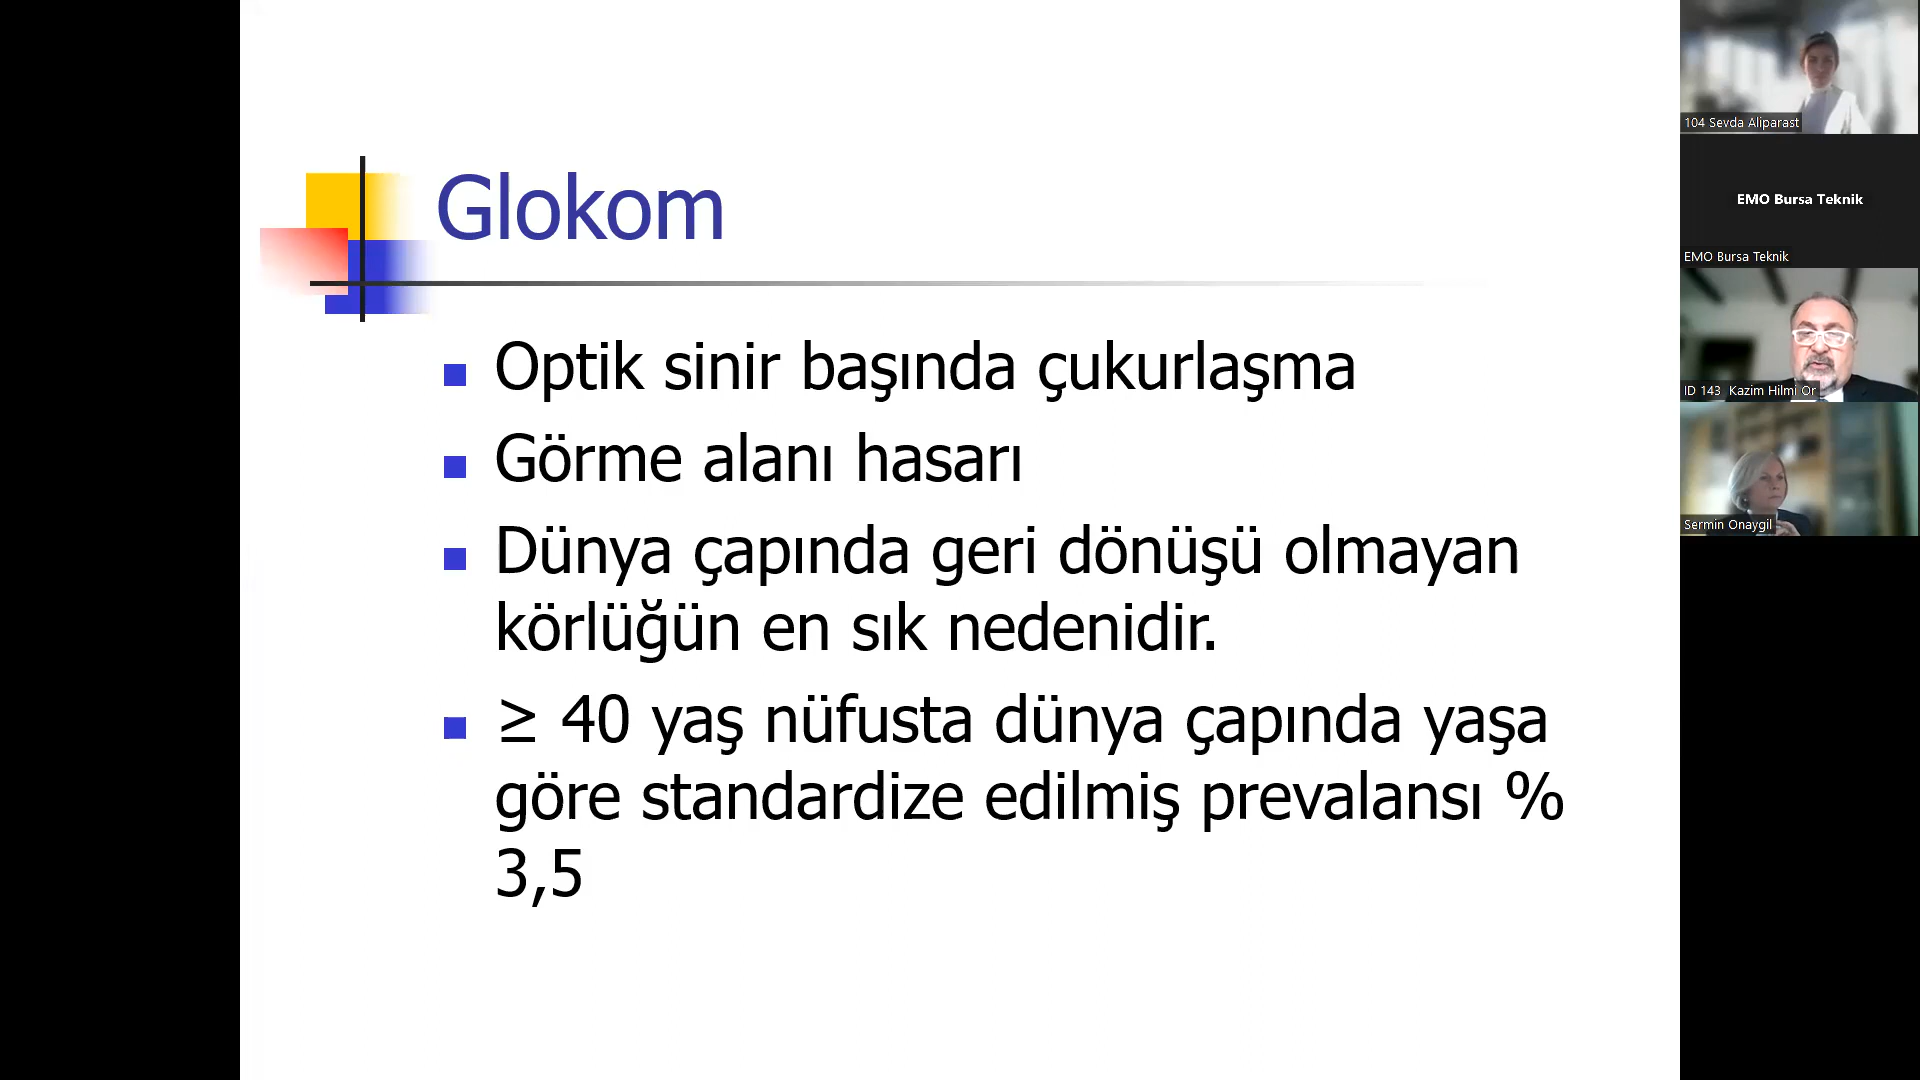 Glokom
Optik sinir başında çukurlaşma
Görme alanı hasarı
Dünya çapında geri dönüşü olmayan
körlüğün en sık nedenidir.
≥ 40 yaş nüfusta dünya çapında yaşa
göre standardize edilmiş prevalansı %
3,5
104 Sevda Aliparast
EMO Bursa Teknik
EMO Bursa Teknik
ID 143 Kazim Hilmi Or
Sermin Onaygil